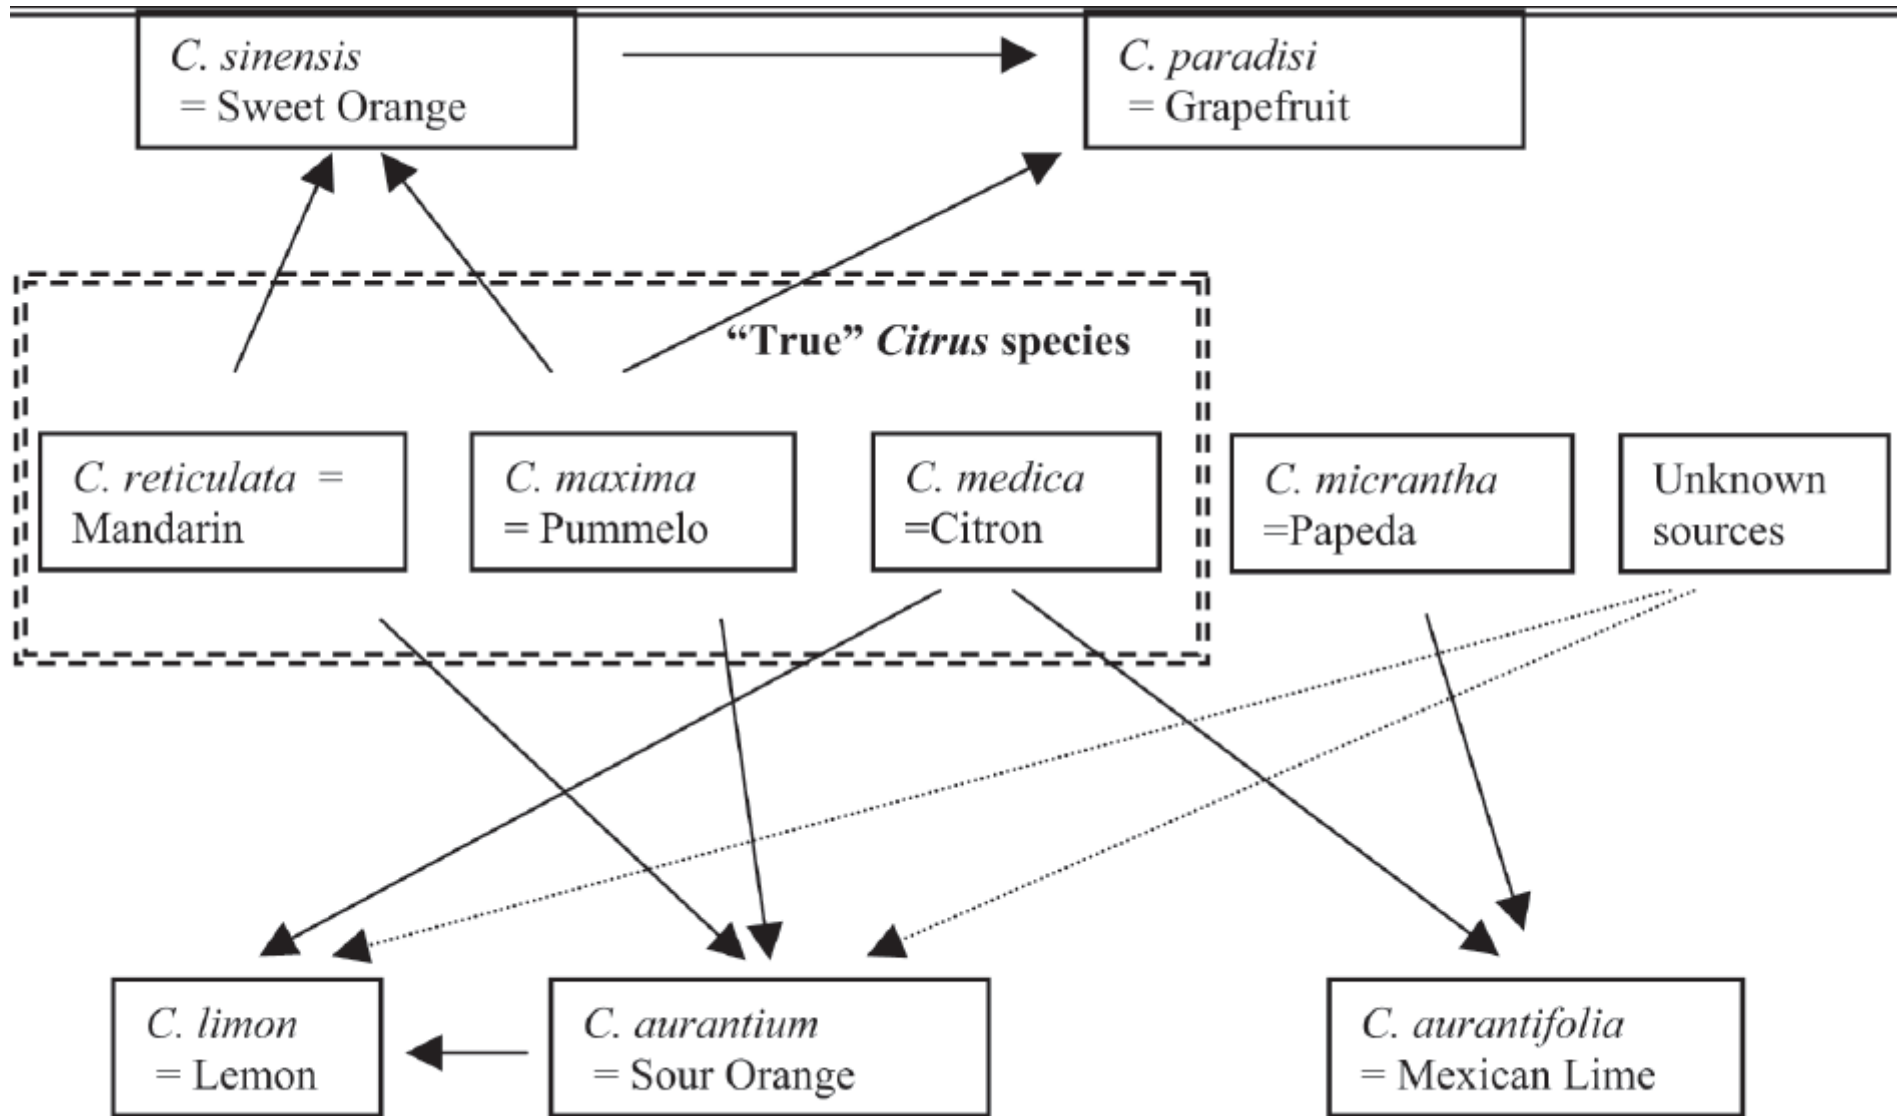 C. sinensis
= Sweet Orange
C. paradisi
= Grapefruit
“True” Citrus species
C. reticulata =
Mandarin
C. maxima
= Pummelo
C. medica
=Citron
C. micrantha
=Papeda
Unknown
sources
C. limon
= Lemon
C. aurantium
= Sour Orange
C. aurantifolia
= Mexican Lime